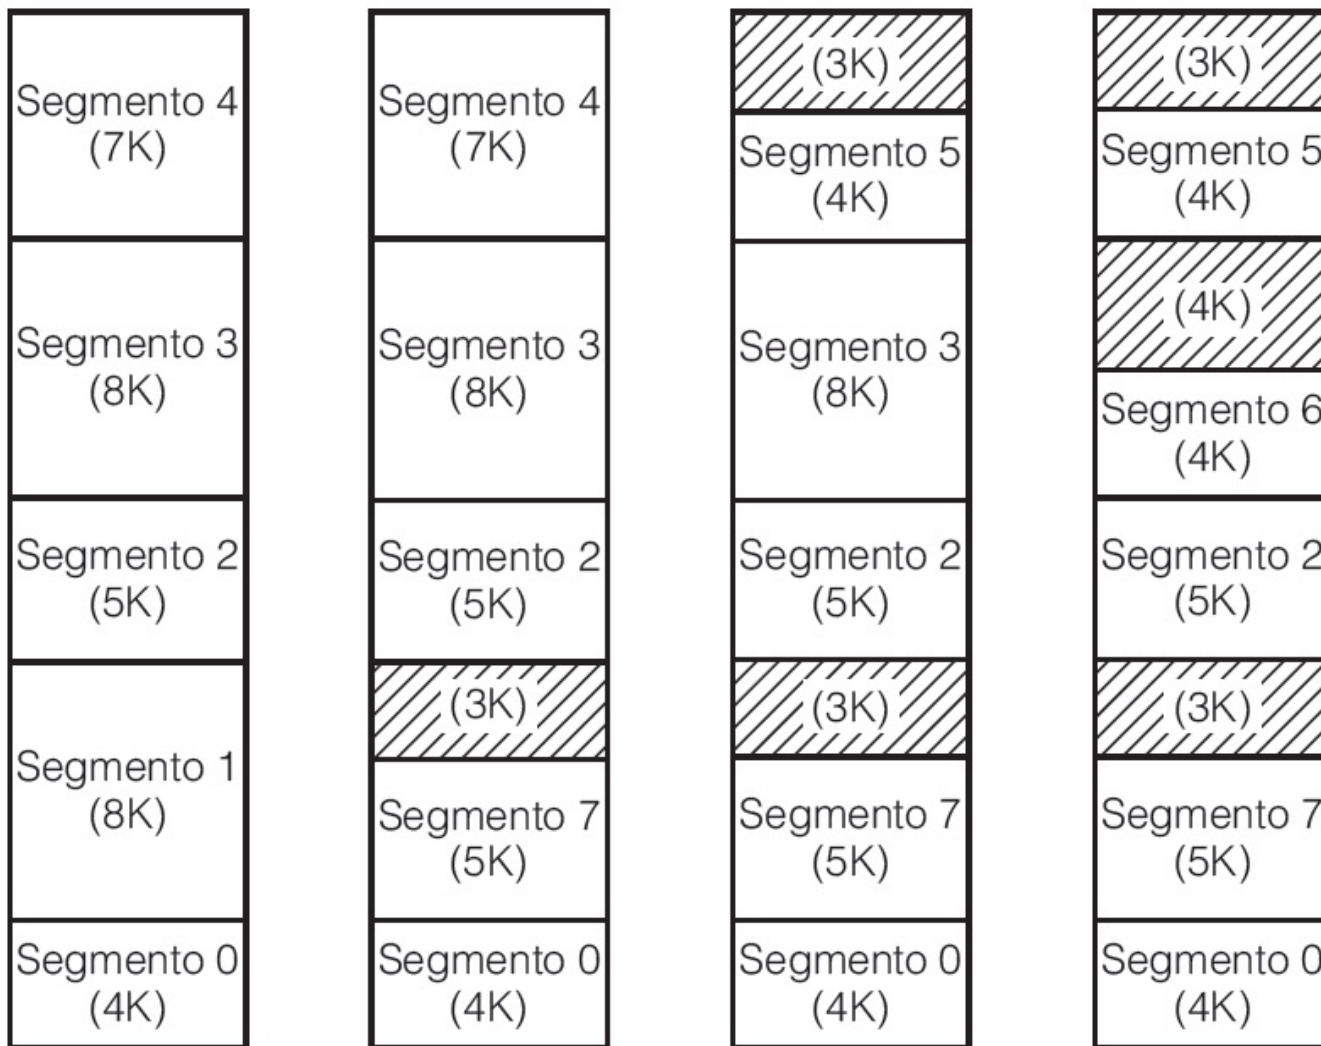 Segmento 4
(7K)
Segmento 3
(8K)
Segmento 2
(5K)
Segmento 1
(8K)
Segmento 0
(4K)
Segmento 4
(7K)
Segmento 3
(8K)
Segmento 2
(5K)
(3K)
Segmento 7
(5K)
Segmento 0
(4K)
(3K)
Segmento 5
(4K)
Segmento 3
(8K)
Segmento 2
(5K)
(3K)
Segmento 7
(5K)
Segmento 0
(4K)
(3K)
Segmento 5
(4K)
(4K)
Segmento 6
(4K)
Segmento 2
(5K)
(3K)
Segmento 7
(5K)
Segmento 0
(4K)